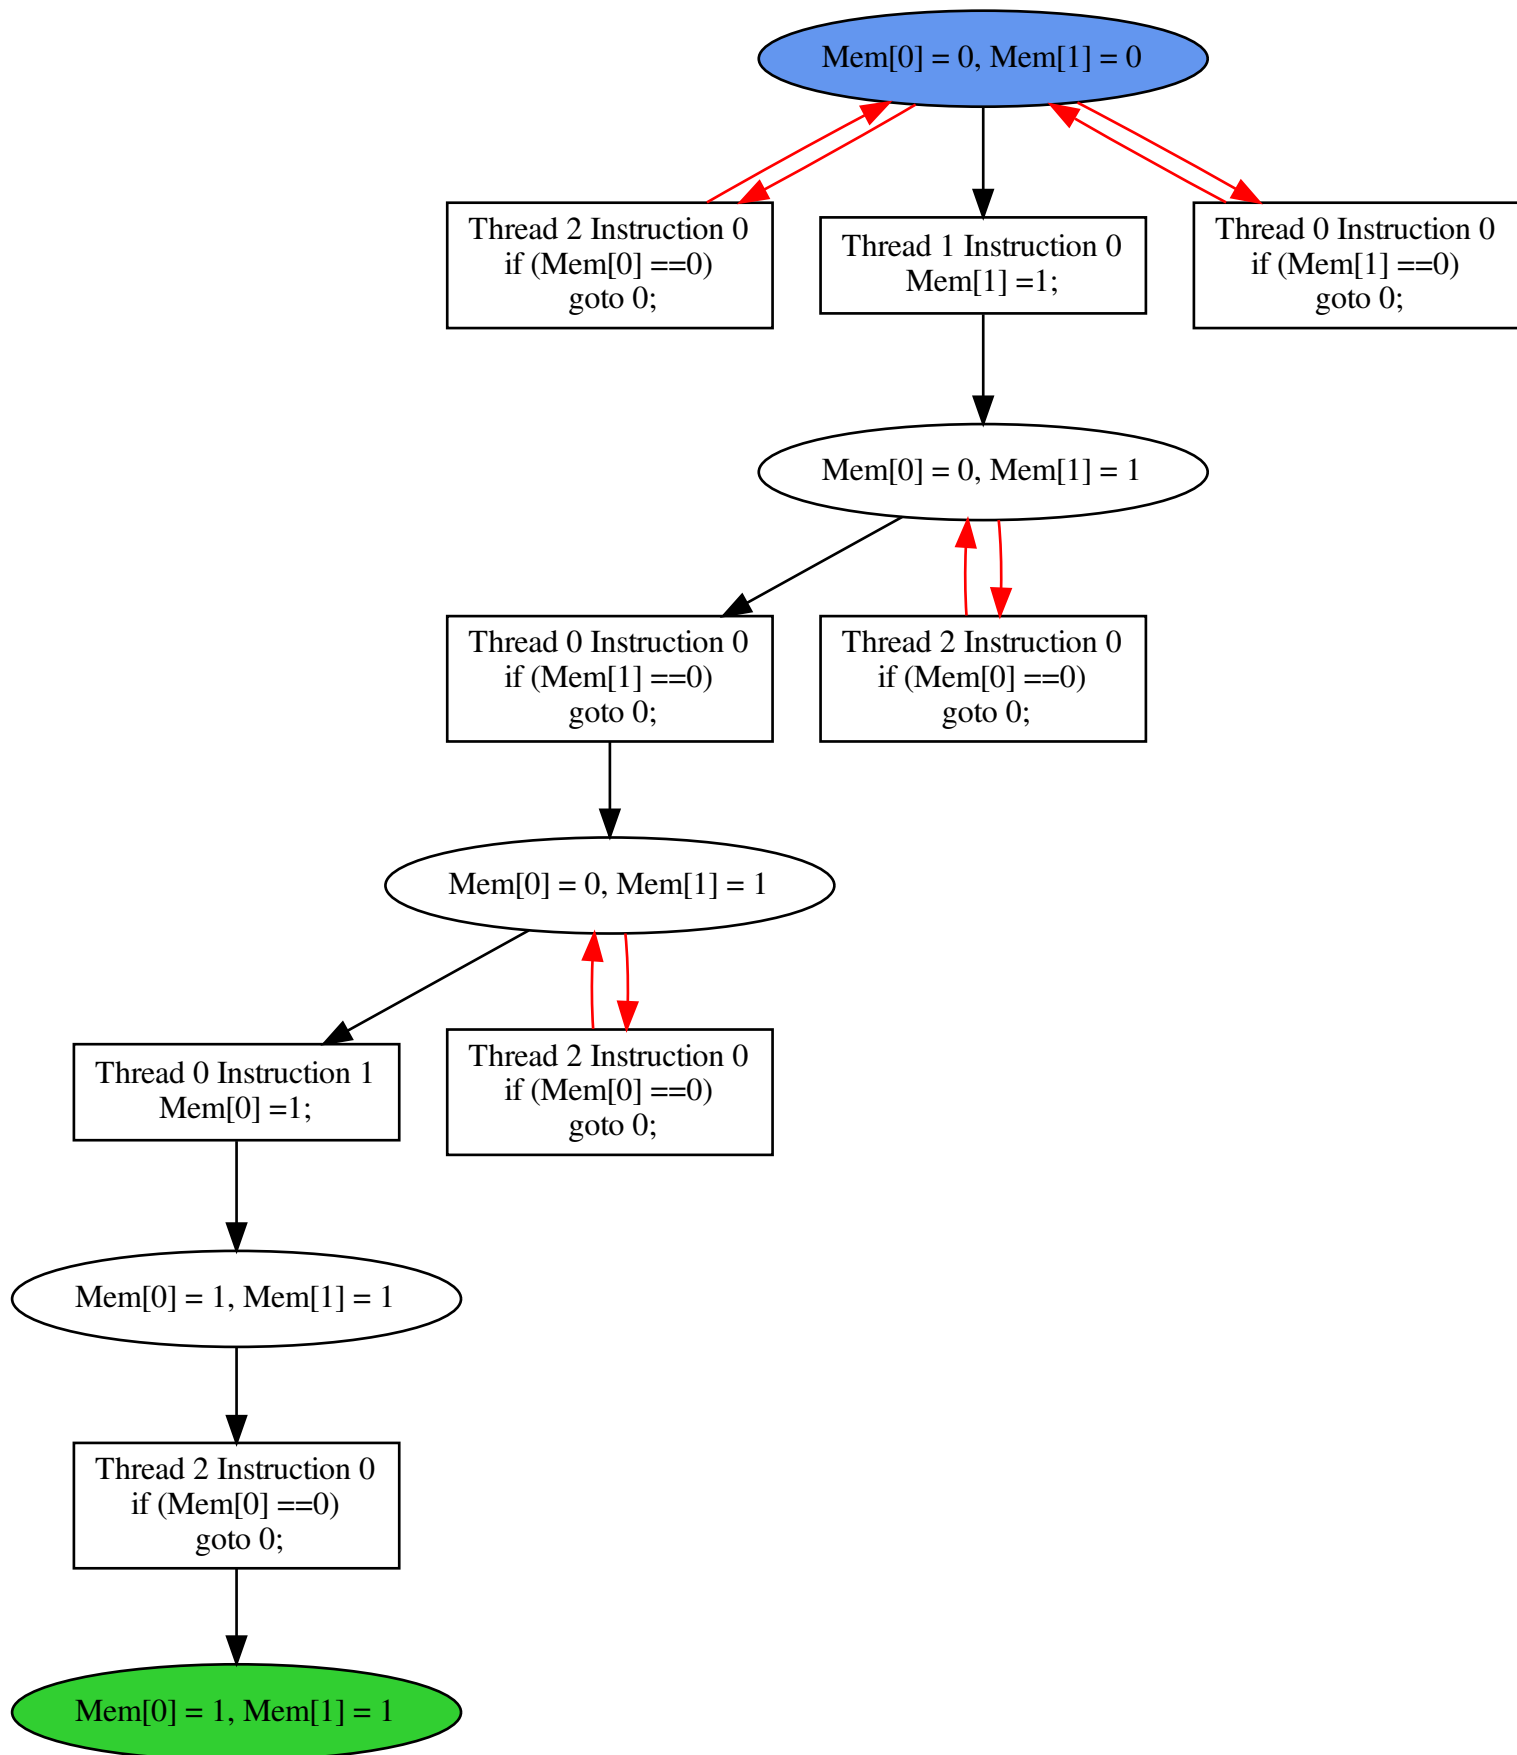 Mem[0] = 0, Mem[1] = 0
Thread 2 Instruction 0
if (Mem[0] ==0)
goto 0;
Thread 1 Instruction 0
Mem[1] =1;
Thread 0 Instruction 0
if (Mem[1] ==0)
goto 0;
Mem[0] = 0, Mem[1] = 1
Thread 0 Instruction 0
if (Mem[1] ==0)
goto 0;
Thread 2 Instruction 0
if (Mem[0] ==0)
goto 0;
Mem[0] = 0, Mem[1] = 1
Thread 0 Instruction 1
Mem[0] =1;
Thread 2 Instruction 0
if (Mem[0] ==0)
goto 0;
Mem[0] = 1, Mem[1] = 1
Thread 2 Instruction 0
if (Mem[0] ==0)
goto 0;
Mem[0] = 1, Mem[1] = 1